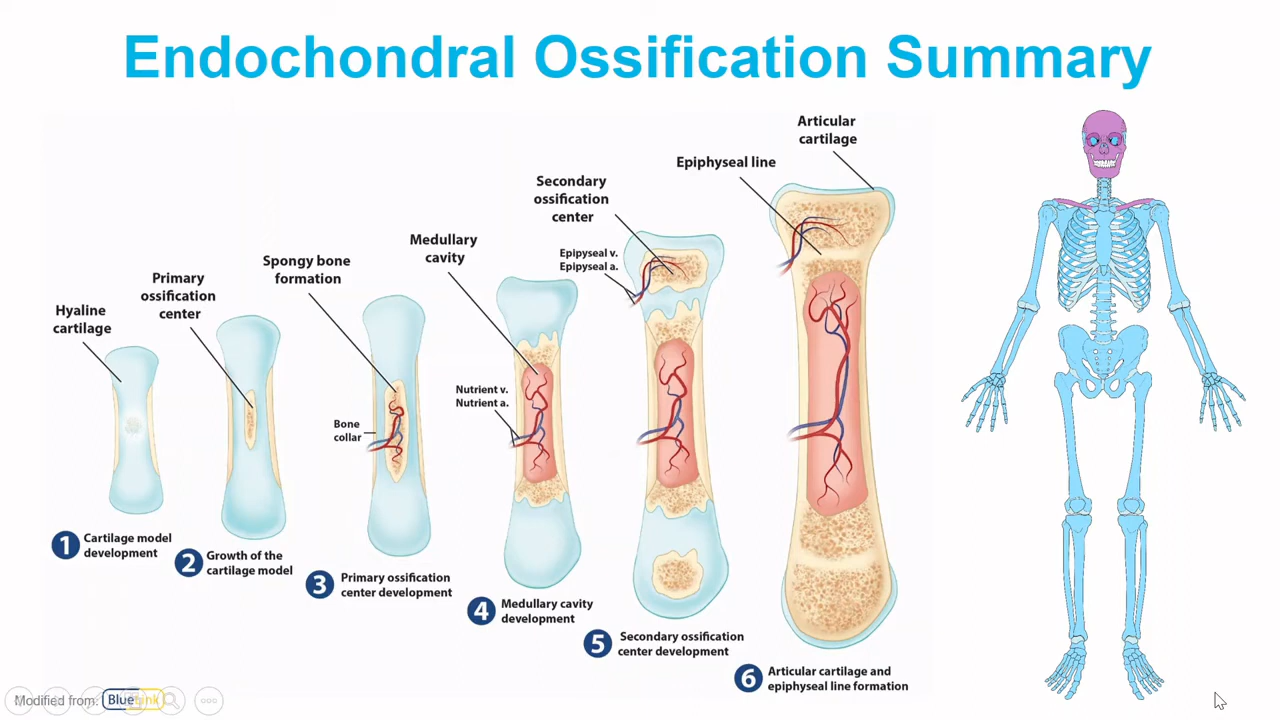 Endochondral Ossification Summary
Articular
cartilage
Epiphyseal line
Secondary
ossification
center
Epipyseal v.
Epipyseal a.
Medullary
cavity
Spongy bone
formation
Primary
ossification
center
Hyaline
cartilage
Nutrient v.
Nutrient a.
Bone
collar
1 Cartilage model
development
2 Growth of the
cartilage model
3 Primary ossification
center development
4 Medullary cavity
development
5 Secondary ossification
center development
6 Articular cartilage and
epiphyseal line formation
Modified from: BlueLink